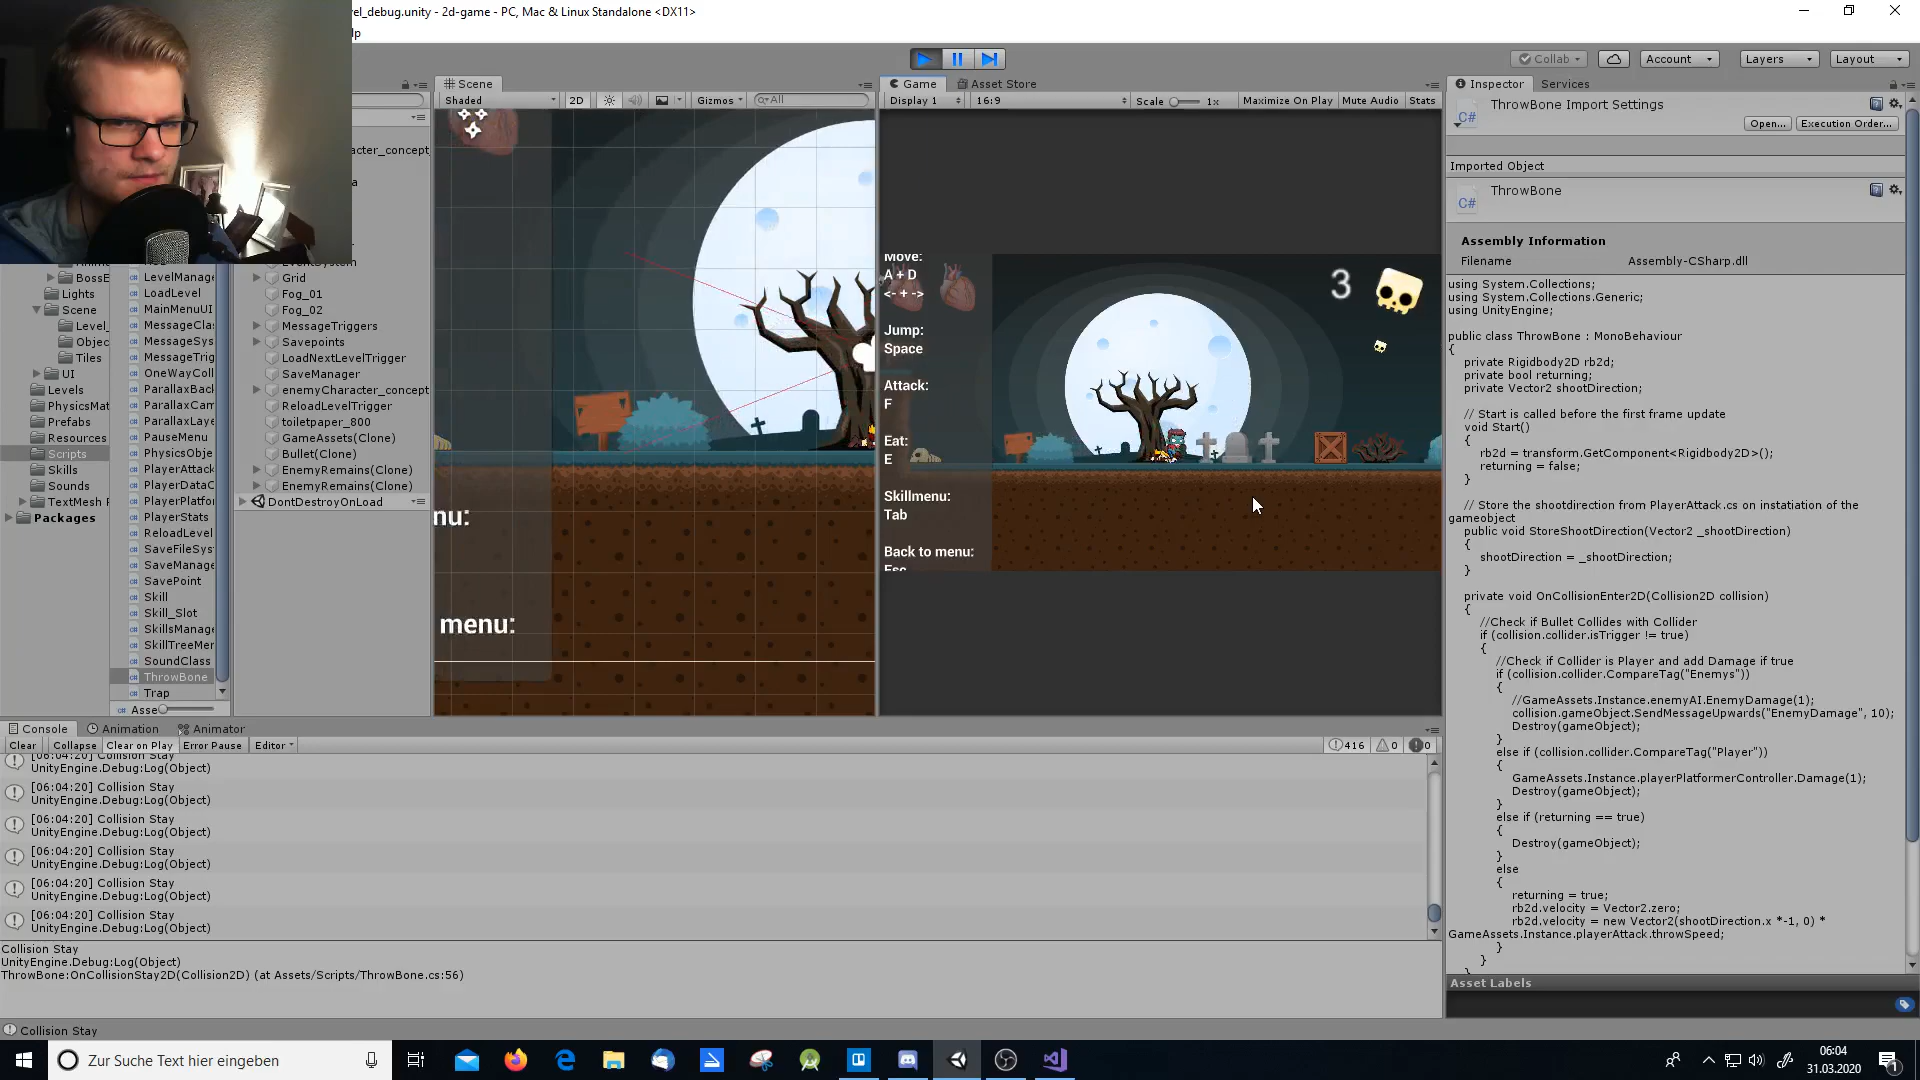 el_debug.unity - 2d-game - PC, Mac & Linux Standalone <DX11>
lp
Collab
Account
Layers
Layout
Scene
Shaded
2D
Gizmos
All
Game
Asset Store
Display 1
16:9
Scale
1x
Maximize On Play
Mute Audio
Stats
Inspector
Services
ThrowBone Import Settings
Open...
Execution Order...
Imported Object
ThrowBone
Assembly Information
Filename
Assembly-CSharp.dll
using System.Collections;
using System.Collections.Generic;
using UnityEngine;
public class ThrowBone : MonoBehaviour
{
private Rigidbody2D rb2d;
private bool returning;
private Vector2 shootDirection;
// Start is called before the first frame update
void Start()
{
rb2d = transform.GetComponent<Rigidbody2D>();
returning = false;
}
// Store the shootdirection from PlayerAttack.cs on instatiation of the
gameobject
public void StoreShootDirection(Vector2 _shootDirection)
{
shootDirection = _shootDirection;
}
private void OnCollisionEnter2D(Collision2D collision)
{
//Check if Bullet Collides with Collider
if (collision.collider.isTrigger != true)
{
//Check if Collider is Player and add Damage if true
if (collision.collider.CompareTag("Enemys"))
{
//GameAssets.Instance.enemyAI.EnemyDamage(1);
collision.gameObject.SendMessageUpwards("EnemyDamage", 10);
Destroy(gameObject);
}
else if (collision.collider.CompareTag("Player"))
{
GameAssets.Instance.playerPlatformerController.Damage(1);
Destroy(gameObject);
}
else if (returning == true)
{
Destroy(gameObject);
}
else
{
returning = true;
rb2d.velocity = Vector2.zero;
rb2d.velocity = new Vector2(shootDirection.x *-1, 0) *
GameAssets.Instance.playerAttack.throwSpeed;
}
}
Asset Labels
acter_concept_
a
BossE
Lights
Scene
Level_
Objec
Tiles
UI
Levels
PhysicsMat
Prefabs
Resources
Scripts
Skills
Sounds
TextMesh P
Packages
LevelManage
LoadLevel
MainMenuUI
MessageClas
MessageSys
MessageTrig
OneWayColl
ParallaxBack
ParallaxCam
ParallaxLaye
PauseMenu
PhysicsObje
PlayerAttack
PlayerDataC
PlayerPlatfo
PlayerStats
ReloadLevel
SaveFileSys
SaveManage
SavePoint
Skill
Skill_Slot
SkillsManage
SkillTreeMer
SoundClass
ThrowBone
Trap
Asse
Grid
Fog_01
Fog_02
MessageTriggers
Savepoints
LoadNextLevelTrigger
SaveManager
enemyCharacter_concept
ReloadLevelTrigger
toiletpaper_800
GameAssets(Clone)
Bullet(Clone)
EnemyRemains(Clone)
EnemyRemains(Clone)
DontDestroyOnLoad
nu:
menu:
Move:
A + D
<- + ->
Jump:
Space
Attack:
F
Eat:
E
Skillmenu:
Tab
Back to menu:
Esc
3
Console
Animation
Animator
Clear
Collapse
Clear on Play
Error Pause
Editor
416
0
0
[06:04:20] Collision Stay
UnityEngine.Debug:Log(Object)
[06:04:20] Collision Stay
UnityEngine.Debug:Log(Object)
[06:04:20] Collision Stay
UnityEngine.Debug:Log(Object)
[06:04:20] Collision Stay
UnityEngine.Debug:Log(Object)
[06:04:20] Collision Stay
UnityEngine.Debug:Log(Object)
[06:04:20] Collision Stay
UnityEngine.Debug:Log(Object)
Collision Stay
UnityEngine.Debug:Log(Object)
ThrowBone:OnCollisionStay2D(Collision2D) (at Assets/Scripts/ThrowBone.cs:56)
Collision Stay
Zur Suche Text hier eingeben
06:04
31.03.2020
1